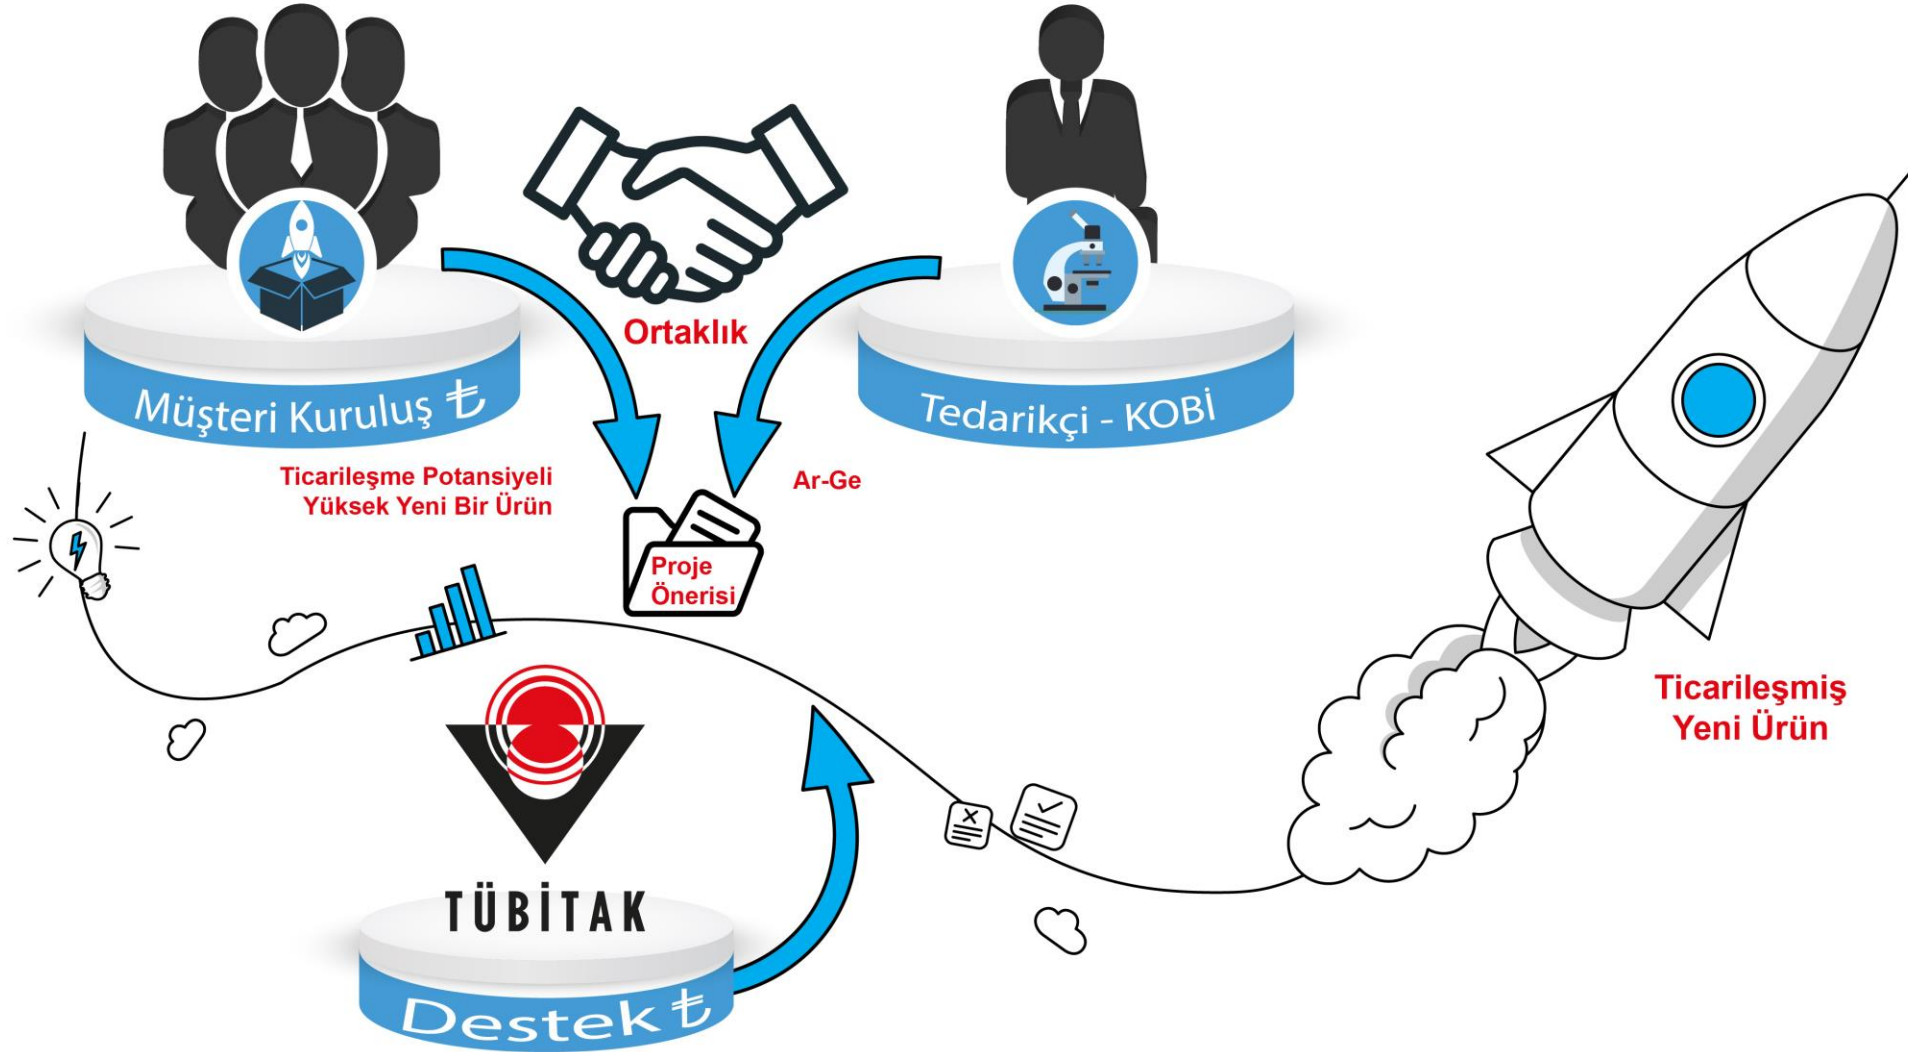 Ortaklık
Müşteri Kuruluş ₺
Tedarikçi - KOBİ
Ticarileşme Potansiyeli
Yüksek Yeni Bir Ürün
Ar-Ge
Proje
Önerisi
Ticarileşmiş
Yeni Ürün
TÜBİTAK
Destek ₺